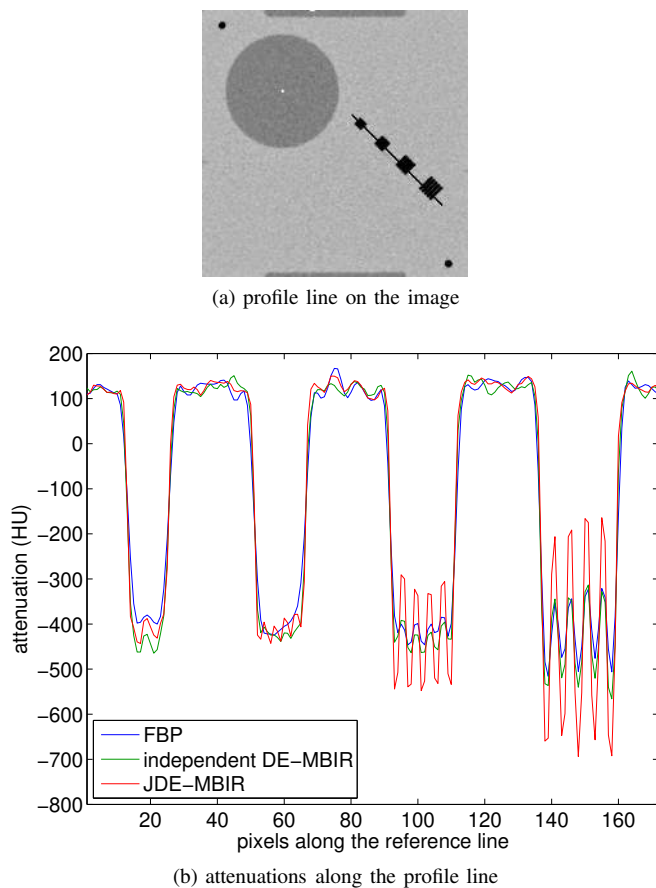 (a) profile line on the image
200
100
0
−100
−200
−300
−400
−500
−600
−700
−800
attenuation (HU)
FBP
independent DE−MBIR
JDE−MBIR
20 40 60 80 100 120 140 160
pixels along the reference line
(b) attenuations along the profile line